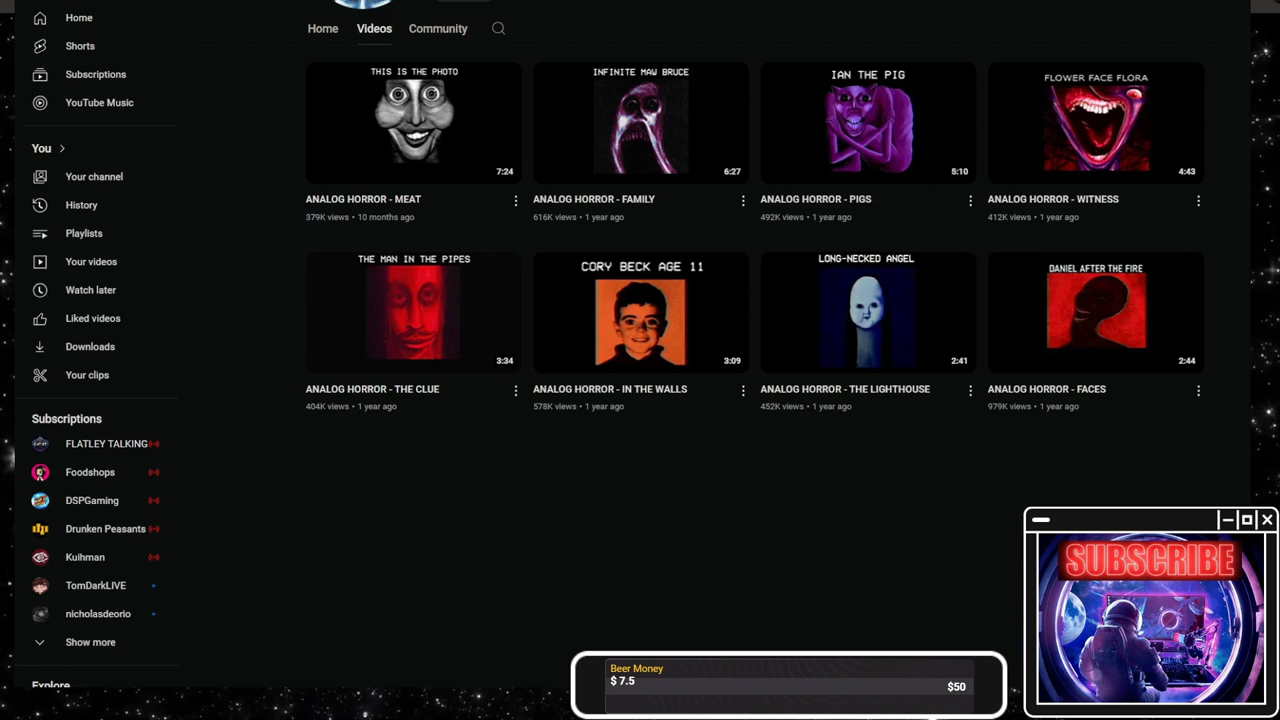 Home
Shorts
Subscriptions
YouTube Music
You
Your channel
History
Playlists
Your videos
Watch later
Liked videos
Downloads
Your clips
Subscriptions
FLATLEY TALKING
Foodshops
DSPGaming
Drunken Peasants
Kuihman
TomDarkLIVE
nicholasdeorio
Show more
Explore
Home Videos Community
THIS IS THE PHOTO
7:24
ANALOG HORROR - MEAT
379K views • 10 months ago
INFINITE MAW BRUCE
6:27
ANALOG HORROR - FAMILY
616K views • 1 year ago
IAN THE PIG
5:10
ANALOG HORROR - PIGS
492K views • 1 year ago
FLOWER FACE FLORA
4:43
ANALOG HORROR - WITNESS
412K views • 1 year ago
THE MAN IN THE PIPES
3:34
ANALOG HORROR - THE CLUE
404K views • 1 year ago
CORY BECK AGE 11
3:09
ANALOG HORROR - IN THE WALLS
578K views • 1 year ago
LONG-NECKED ANGEL
2:41
ANALOG HORROR - THE LIGHTHOUSE
452K views • 1 year ago
DANIEL AFTER THE FIRE
2:44
ANALOG HORROR - FACES
979K views • 1 year ago
SUBSCRIBE
Beer Money
$ 7.5
$50